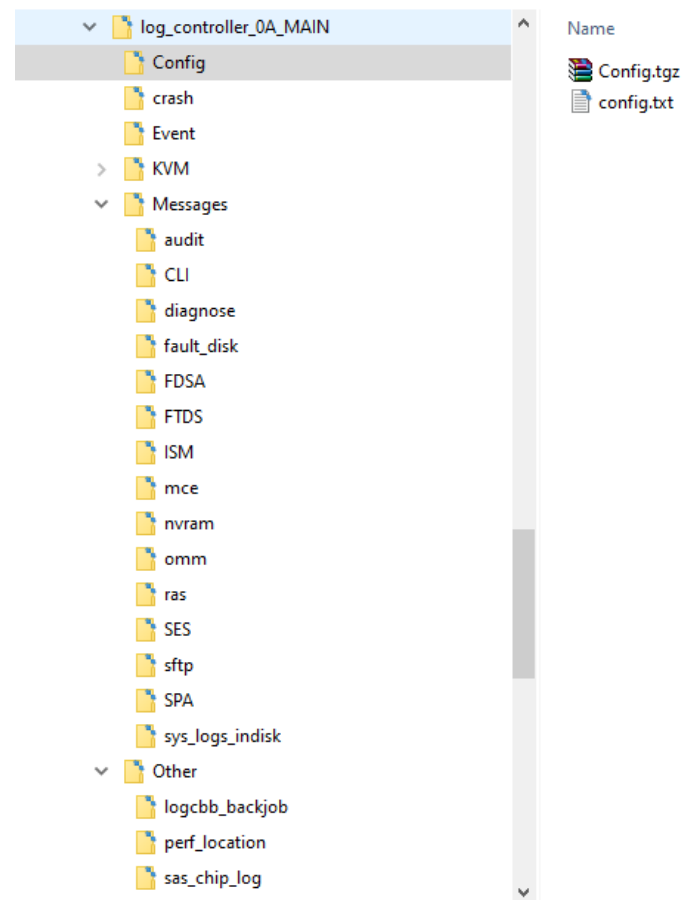 log_controller_0A_MAIN
Config
crash
Event
KVM
Messages
audit
CLI
diagnose
fault_disk
FDSA
FTDS
ISM
mce
nvram
omm
ras
SES
sftp
SPA
sys_logs_indisk
Other
logcbb_backjob
perf_location
sas_chip_log
Name
Config.tgz
config.txt